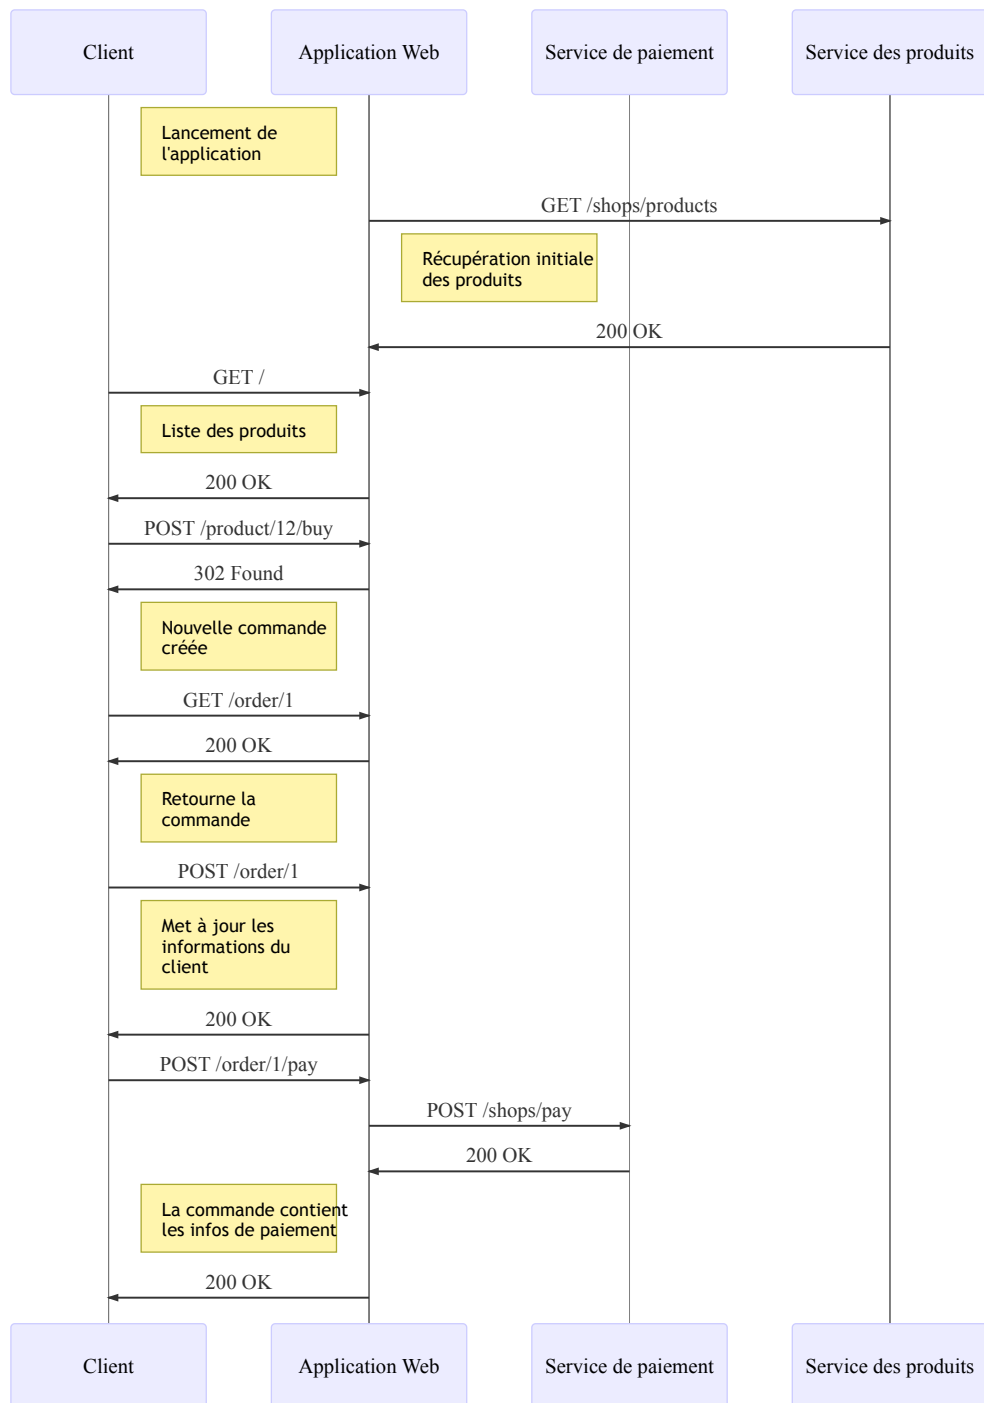 Client
Application Web
Service de paiement
Service des produits
Lancement de
l'application
GET /shops/products
Récupération initiale
des produits
200 OK
GET /
Liste des produits
200 OK
POST /product/12/buy
302 Found
Nouvelle commande
créée
GET /order/1
200 OK
Retourne la
commande
POST /order/1
Met à jour les
informations du
client
200 OK
POST /order/1/pay
POST /shops/pay
200 OK
La commande contient
les infos de paiement
200 OK
Client
Application Web
Service de paiement
Service des produits